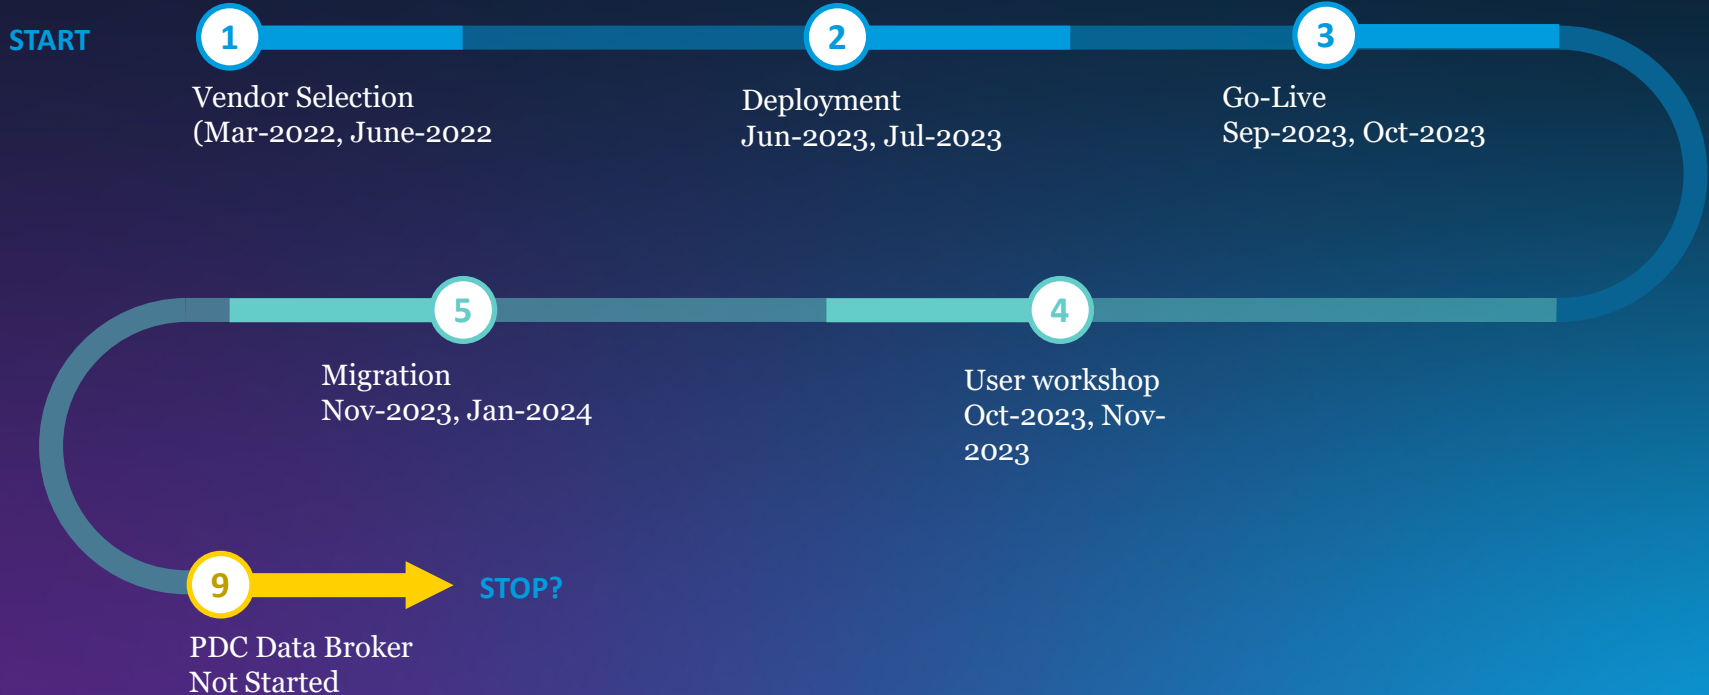 START
1
2
3
Vendor Selection
(Mar-2022, June-2022
Deployment
Jun-2023, Jul-2023
Go-Live
Sep-2023, Oct-2023
4
User workshop
Oct-2023, Nov-
2023
5
Migration
Nov-2023, Jan-2024
9
STOP?
PDC Data Broker
Not Started